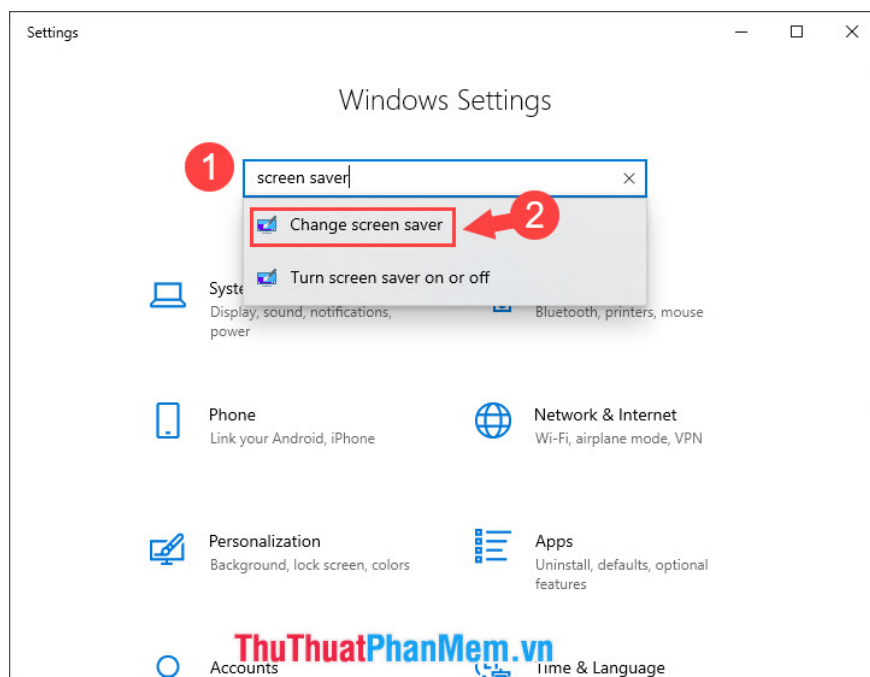 Settings
Windows Settings
1
screen saver
Change screen saver
2
Turn screen saver on or off
Display, sound, notifications,
power
Bluetooth, printers, mouse
Phone
Link your Android, iPhone
Network & Internet
Wi-Fi, airplane mode, VPN
Personalization
Background, lock screen, colors
Apps
Uninstall, defaults, optional
features
ThuThuatPhanMem.vn
Accounts
Time & Language